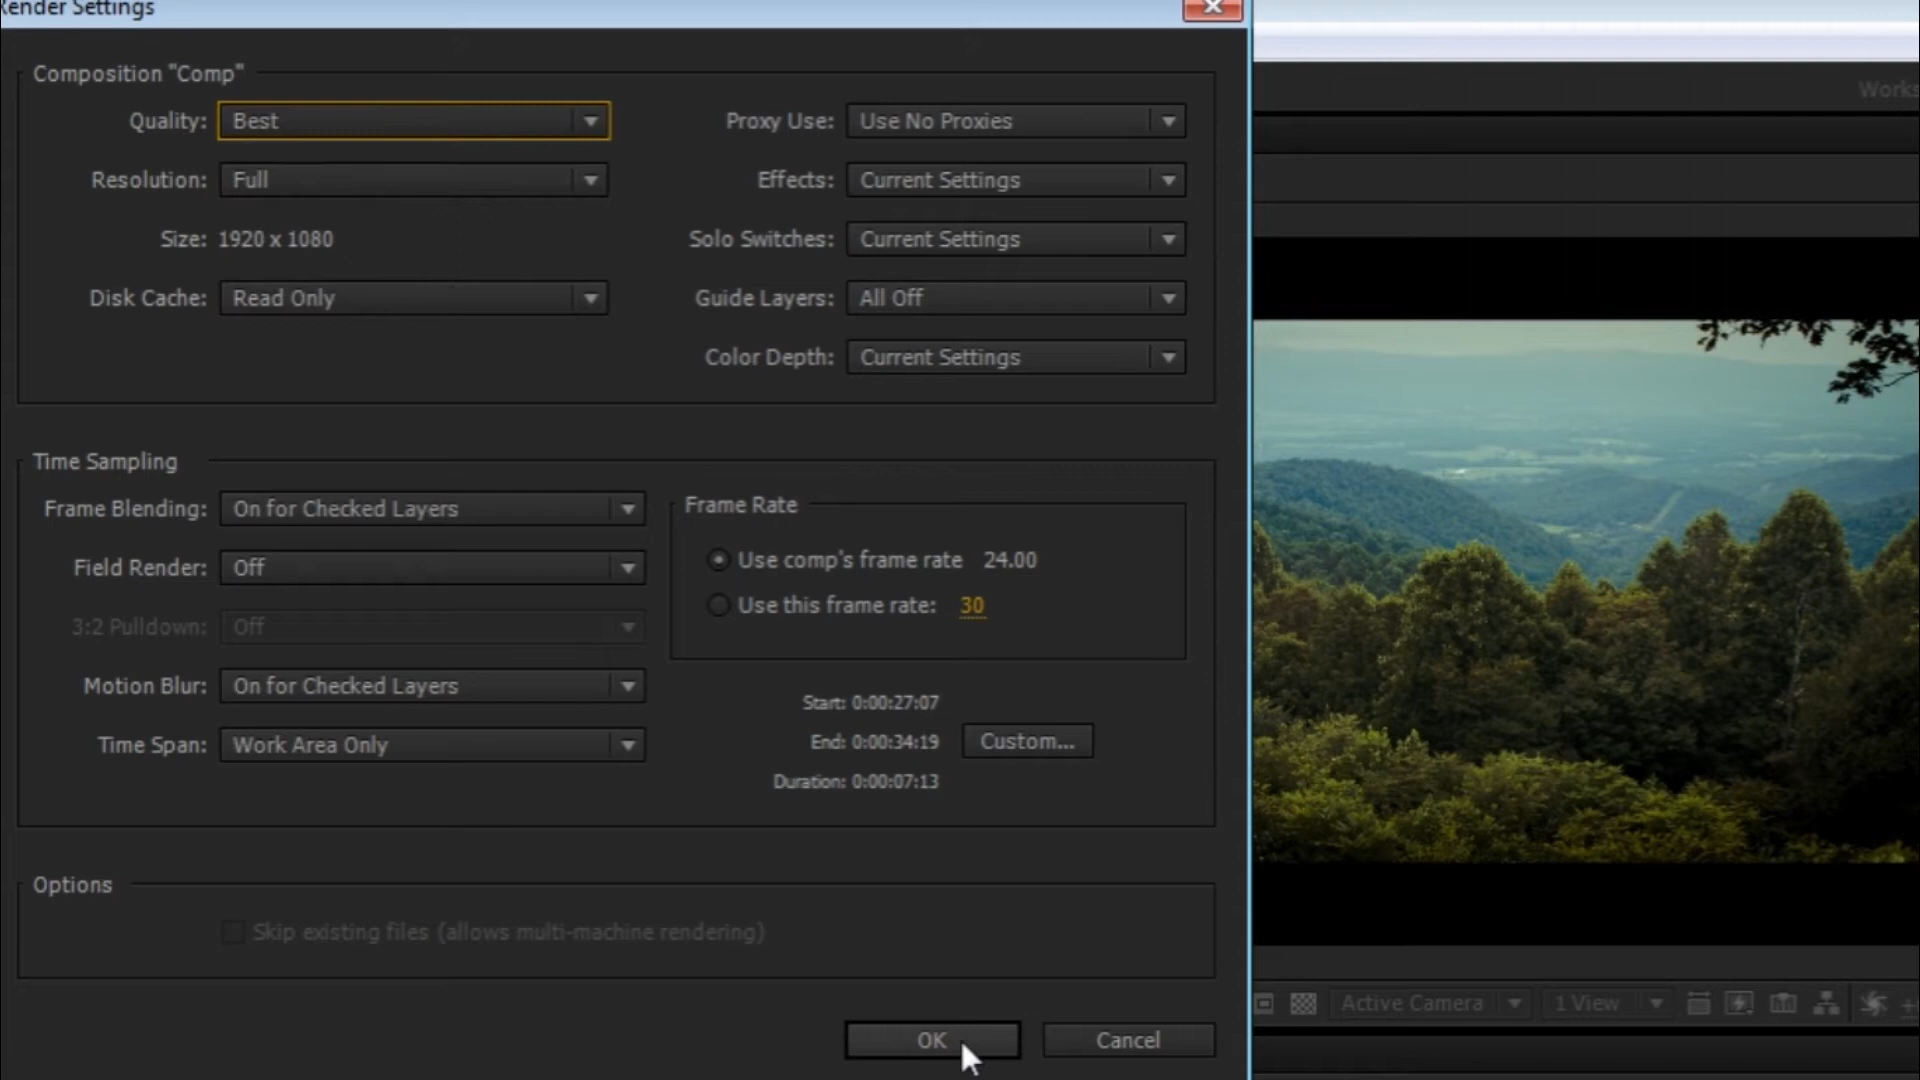 Render Settings
Composition "Comp"
Quality: Best
Resolution: Full
Size: 1920 x 1080
Disk Cache: Read Only
Proxy Use: Use No Proxies
Effects: Current Settings
Solo Switches: Current Settings
Guide Layers: All Off
Color Depth: Current Settings
Time Sampling
Frame Blending: On for Checked Layers
Field Render: Off
3:2 Pulldown: Off
Motion Blur: On for Checked Layers
Time Span: Work Area Only
Frame Rate
Use comp's frame rate 24.00
Use this frame rate: 30
Start: 0:00:27:07
End: 0:00:34:19
Custom...
Duration: 0:00:07:13
Options
Skip existing files (allows multi-machine rendering)
OK
Cancel
Works
Active Camera
1 View